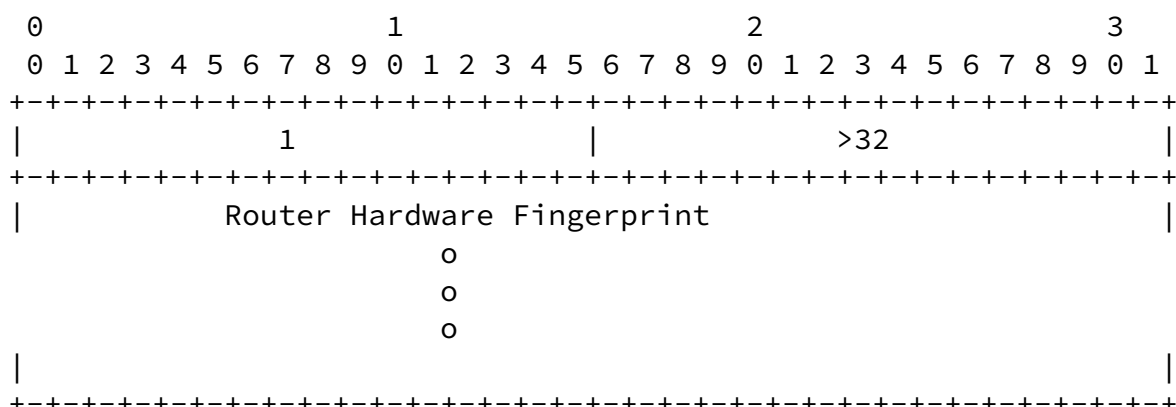 0                   1                   2                   3
 0 1 2 3 4 5 6 7 8 9 0 1 2 3 4 5 6 7 8 9 0 1 2 3 4 5 6 7 8 9 0 1
+-+-+-+-+-+-+-+-+-+-+-+-+-+-+-+-+-+-+-+-+-+-+-+-+-+-+-+-+-+-+-+-+
|              1                |             >32               |
+-+-+-+-+-+-+-+-+-+-+-+-+-+-+-+-+-+-+-+-+-+-+-+-+-+-+-+-+-+-+-+-+
|           Router Hardware Fingerprint                         |
                        o
                        o
                        o
|                                                               |
+-+-+-+-+-+-+-+-+-+-+-+-+-+-+-+-+-+-+-+-+-+-+-+-+-+-+-+-+-+-+-+-+